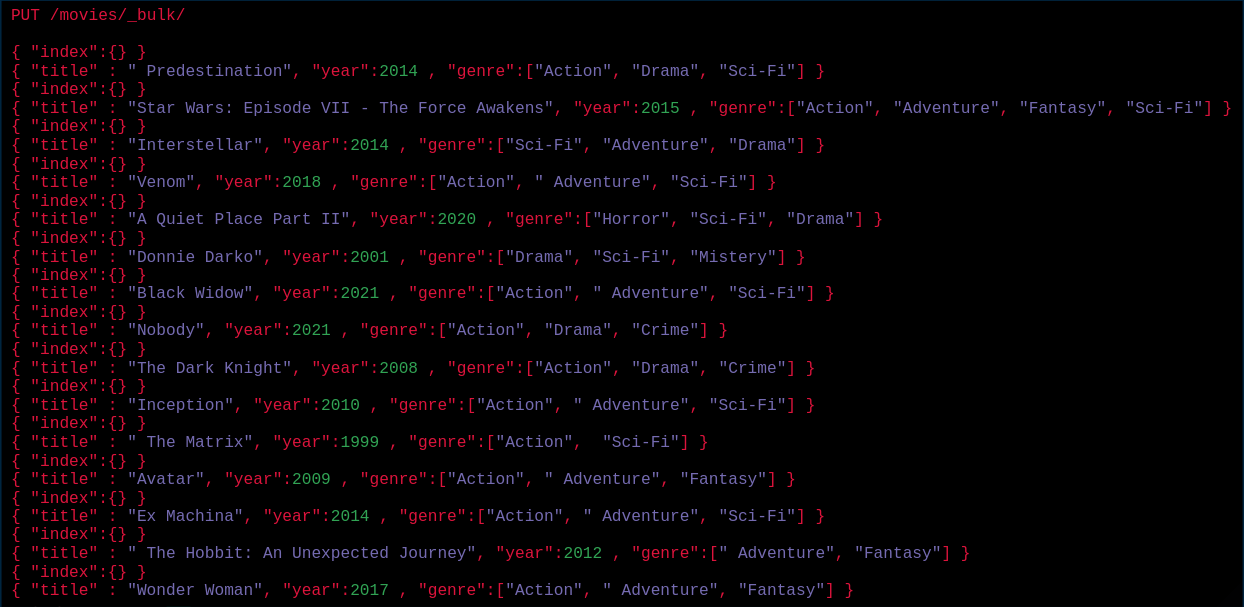 PUT /movies/_bulk/
{ "index":{} }
{ "title" : " Predestination", "year":2014 , "genre":["Action", "Drama", "Sci-Fi"] }
{ "index":{} }
{ "title" : "Star Wars: Episode VII - The Force Awakens", "year":2015 , "genre":["Action", "Adventure", "Fantasy", "Sci-Fi"] }
{ "index":{} }
{ "title" : "Interstellar", "year":2014 , "genre":["Sci-Fi", "Adventure", "Drama"] }
{ "index":{} }
{ "title" : "Venom", "year":2018 , "genre":["Action", " Adventure", "Sci-Fi"] }
{ "index":{} }
{ "title" : "A Quiet Place Part II", "year":2020 , "genre":["Horror", "Sci-Fi", "Drama"] }
{ "index":{} }
{ "title" : "Donnie Darko", "year":2001 , "genre":["Drama", "Sci-Fi", "Mistery"] }
{ "index":{} }
{ "title" : "Black Widow", "year":2021 , "genre":["Action", " Adventure", "Sci-Fi"] }
{ "index":{} }
{ "title" : "Nobody", "year":2021 , "genre":["Action", "Drama", "Crime"] }
{ "index":{} }
{ "title" : "The Dark Knight", "year":2008 , "genre":["Action", "Drama", "Crime"] }
{ "index":{} }
{ "title" : "Inception", "year":2010 , "genre":["Action", " Adventure", "Sci-Fi"] }
{ "index":{} }
{ "title" : " The Matrix", "year":1999 , "genre":["Action",  "Sci-Fi"] }
{ "index":{} }
{ "title" : "Avatar", "year":2009 , "genre":["Action", " Adventure", "Fantasy"] }
{ "index":{} }
{ "title" : "Ex Machina", "year":2014 , "genre":["Action", " Adventure", "Sci-Fi"] }
{ "index":{} }
{ "title" : " The Hobbit: An Unexpected Journey", "year":2012 , "genre":[" Adventure", "Fantasy"] }
{ "index":{} }
{ "title" : "Wonder Woman", "year":2017 , "genre":["Action", " Adventure", "Fantasy"] }